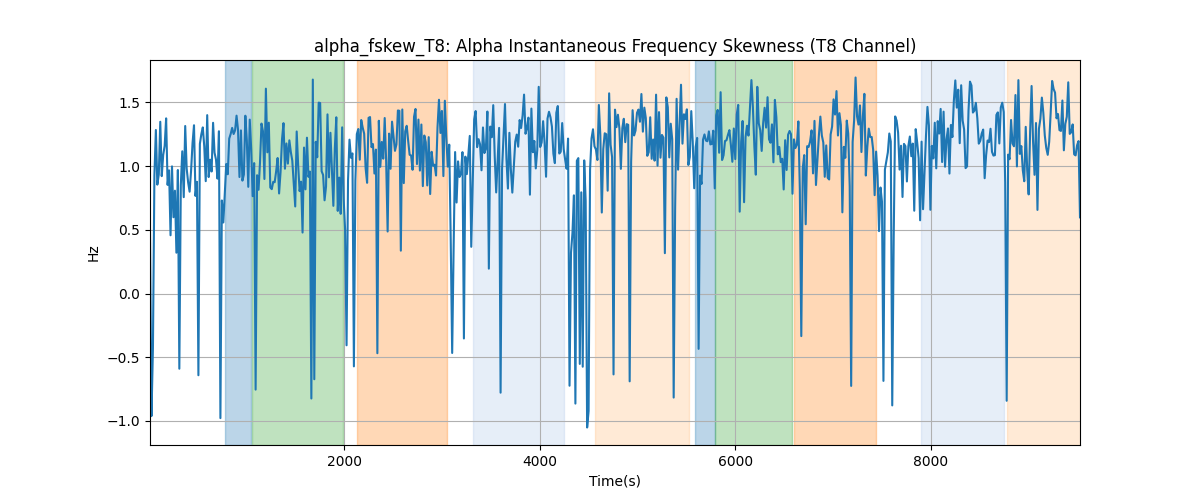 alpha_fskew_T8: Alpha Instantaneous Frequency Skewness (T8 Channel)
1.5
1.0
0.5
0.0
−0.5
−1.0
Hz
2000 4000 6000 8000
Time(s)